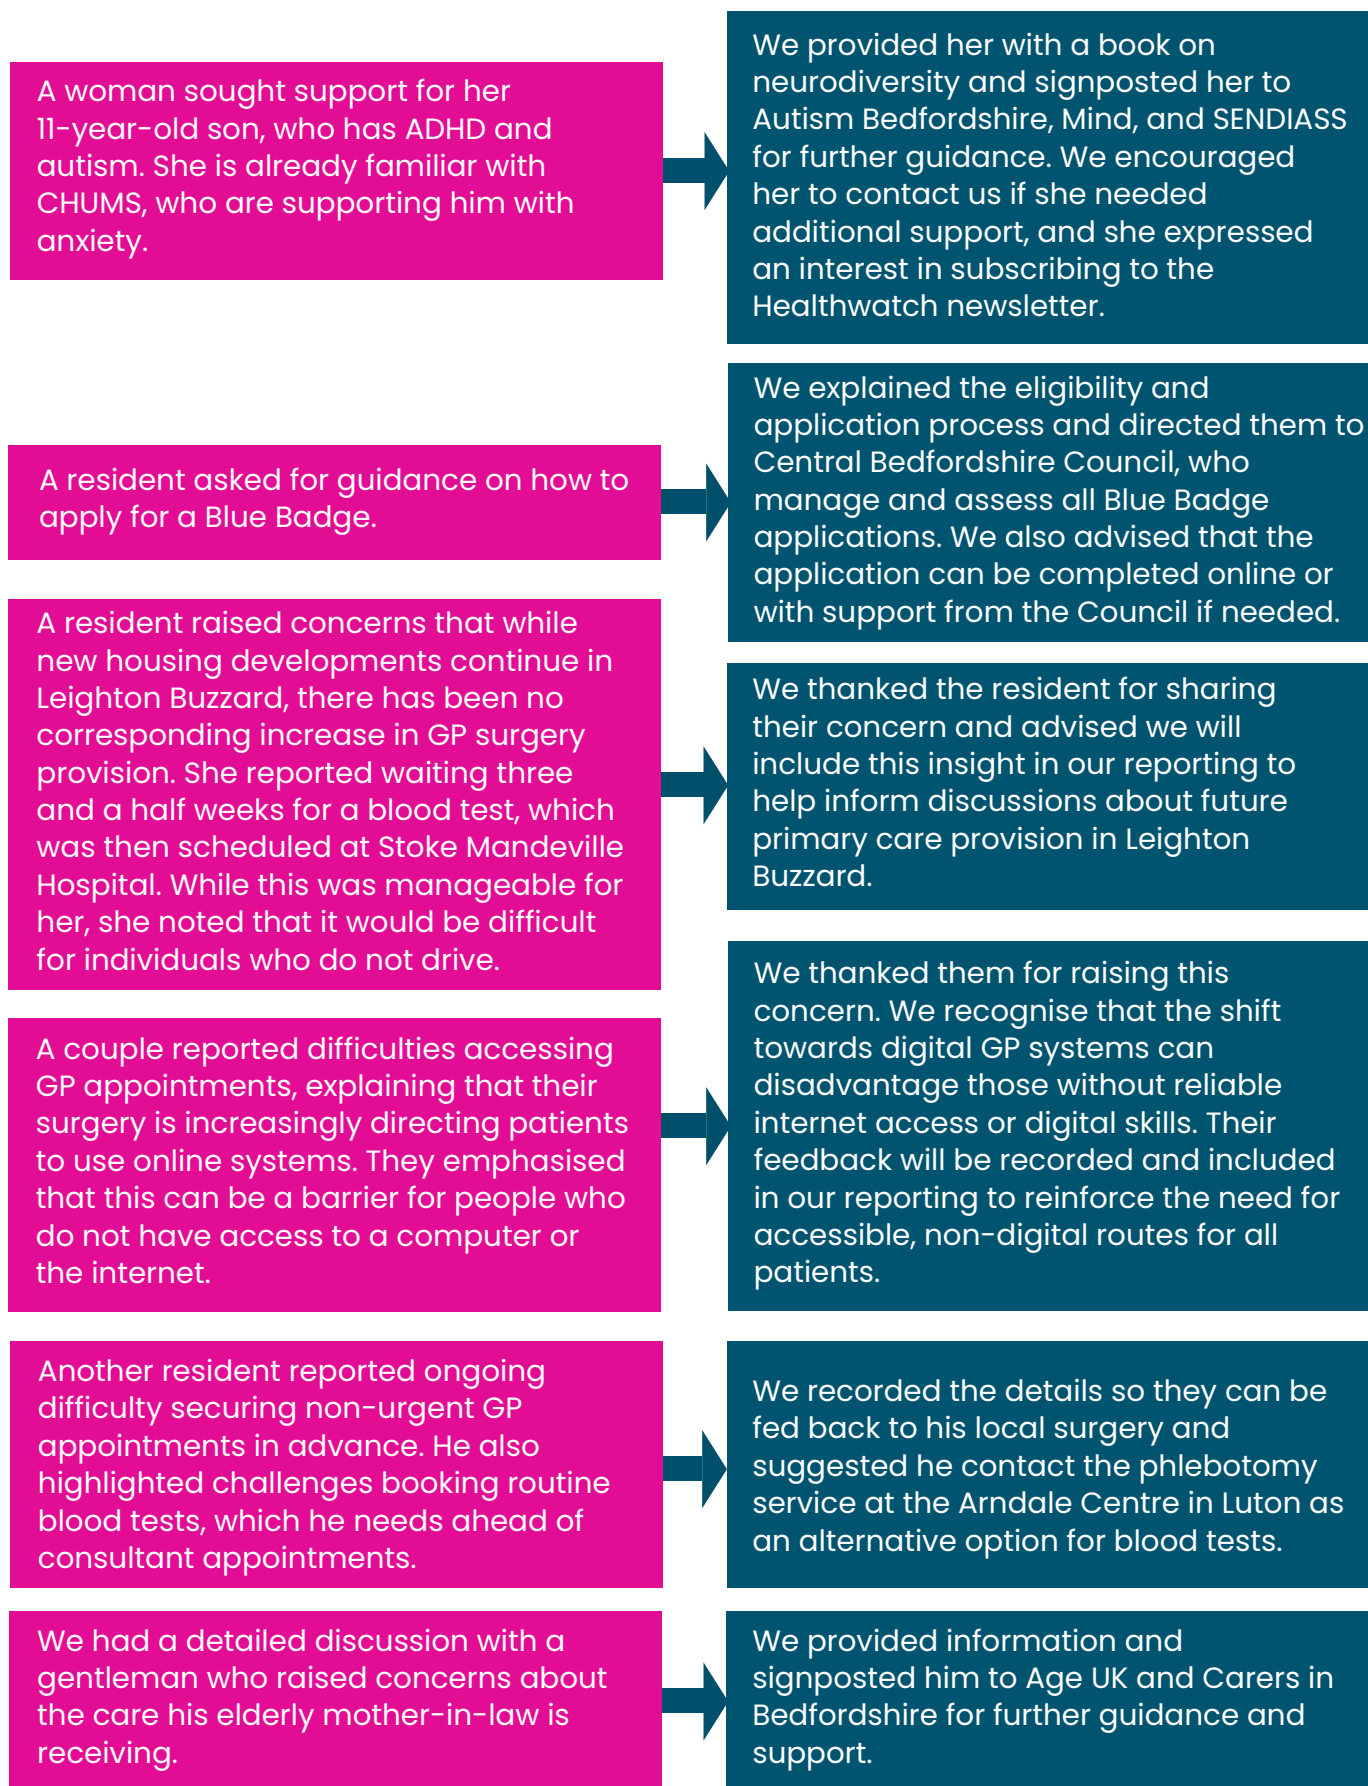 A woman sought support for her
11-year-old son, who has ADHD and
autism. She is already familiar with
CHUMS, who are supporting him with
anxiety.
We provided her with a book on
neurodiversity and signposted her to
Autism Bedfordshire, Mind, and SENDIASS
for further guidance. We encouraged
her to contact us if she needed
additional support, and she expressed
an interest in subscribing to the
Healthwatch newsletter.
A resident asked for guidance on how to
apply for a Blue Badge.
We explained the eligibility and
application process and directed them to
Central Bedfordshire Council, who
manage and assess all Blue Badge
applications. We also advised that the
application can be completed online or
with support from the Council if needed.
A resident raised concerns that while
new housing developments continue in
Leighton Buzzard, there has been no
corresponding increase in GP surgery
provision. She reported waiting three
and a half weeks for a blood test, which
was then scheduled at Stoke Mandeville
Hospital. While this was manageable for
her, she noted that it would be difficult
for individuals who do not drive.
We thanked the resident for sharing
their concern and advised we will
include this insight in our reporting to
help inform discussions about future
primary care provision in Leighton
Buzzard.
A couple reported difficulties accessing
GP appointments, explaining that their
surgery is increasingly directing patients
to use online systems. They emphasised
that this can be a barrier for people who
do not have access to a computer or
the internet.
We thanked them for raising this
concern. We recognise that the shift
towards digital GP systems can
disadvantage those without reliable
internet access or digital skills. Their
feedback will be recorded and included
in our reporting to reinforce the need for
accessible, non-digital routes for all
patients.
Another resident reported ongoing
difficulty securing non-urgent GP
appointments in advance. He also
highlighted challenges booking routine
blood tests, which he needs ahead of
consultant appointments.
We recorded the details so they can be
fed back to his local surgery and
suggested he contact the phlebotomy
service at the Arndale Centre in Luton as
an alternative option for blood tests.
We had a detailed discussion with a
gentleman who raised concerns about
the care his elderly mother-in-law is
receiving.
We provided information and
signposted him to Age UK and Carers in
Bedfordshire for further guidance and
support.